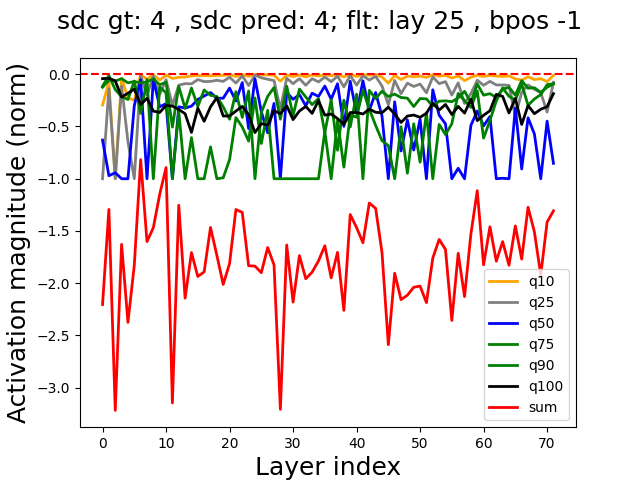 sdc gt: 4 , sdc pred: 4; flt: lay 25 , bpos -1
Activation magnitude (norm)
0.0
−0.5
−1.0
−1.5
−2.0
−2.5
−3.0
q10
q25
q50
q75
q90
q100
sum
0 10 20 30 40 50 60 70
Layer index